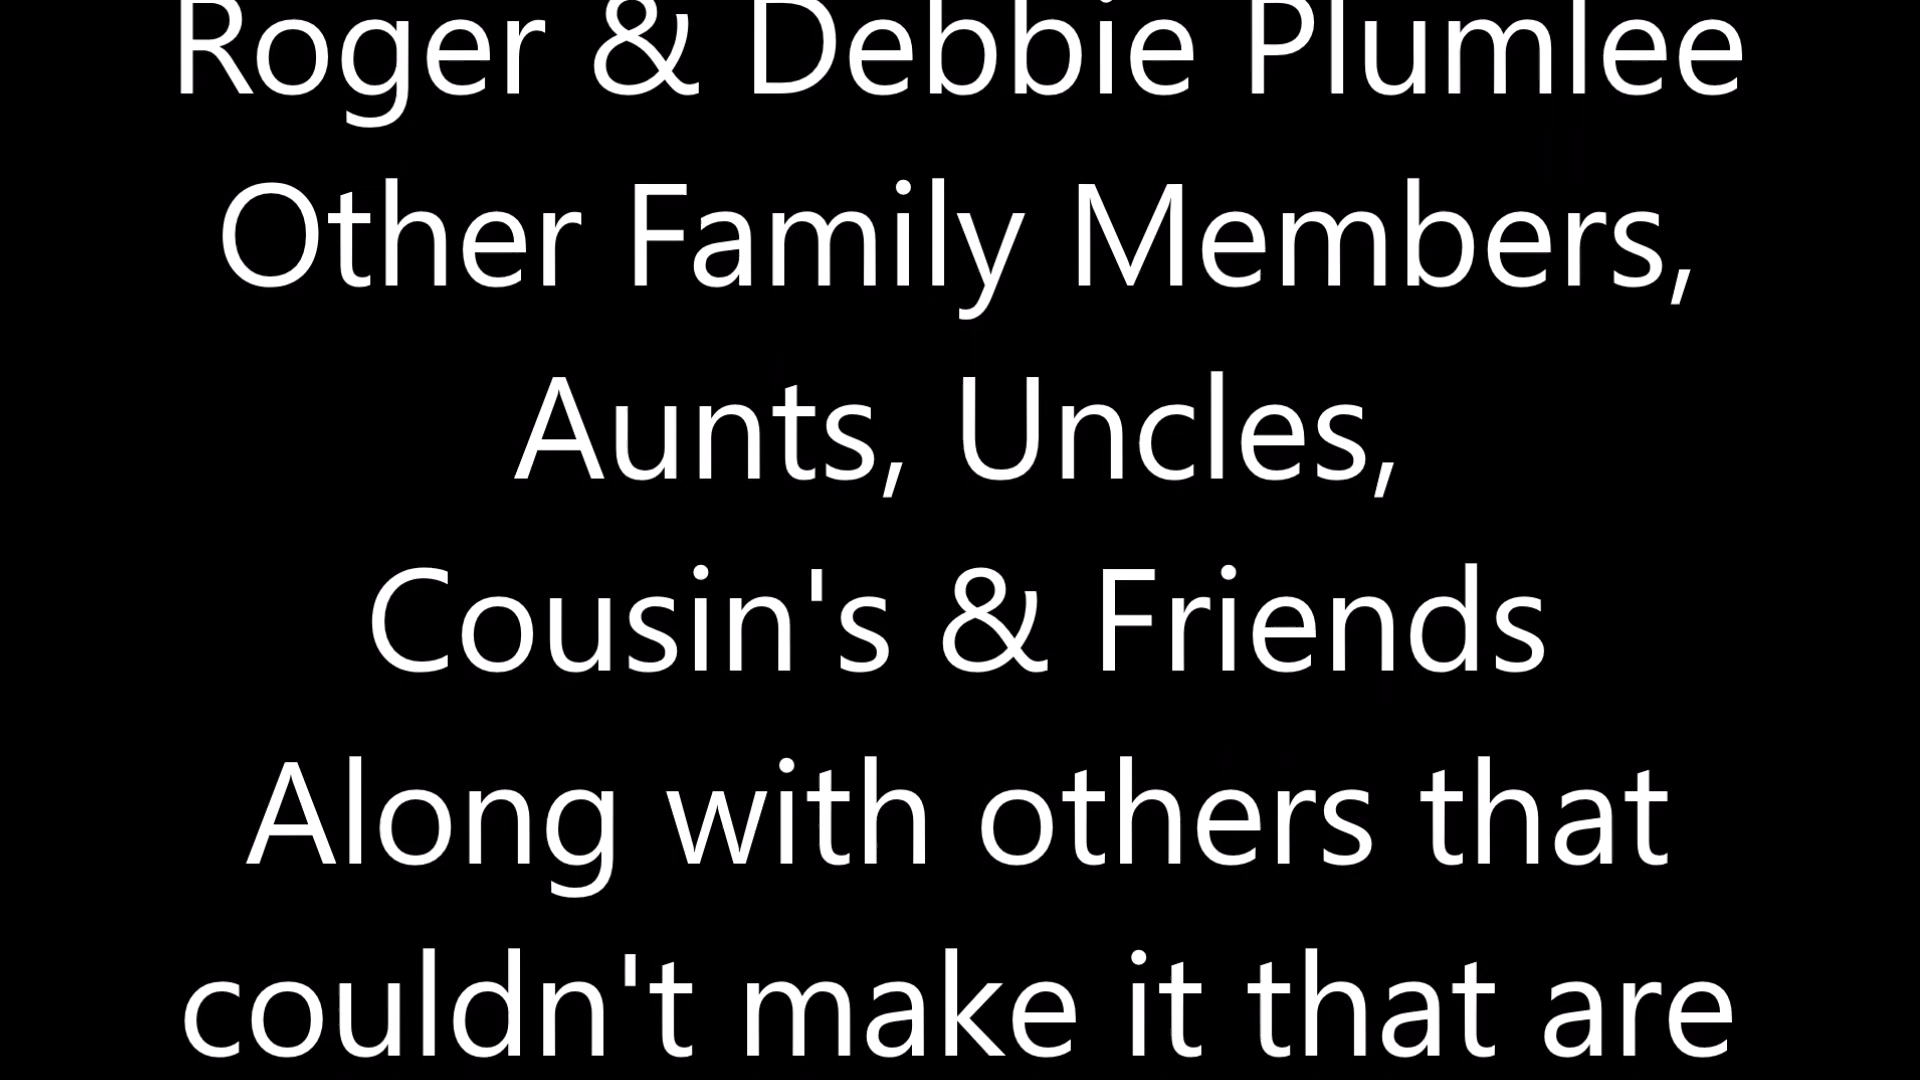 Roger & Debbie Plumlee
Other Family Members,
Aunts, Uncles,
Cousin's & Friends
Along with others that
couldn't make it that are